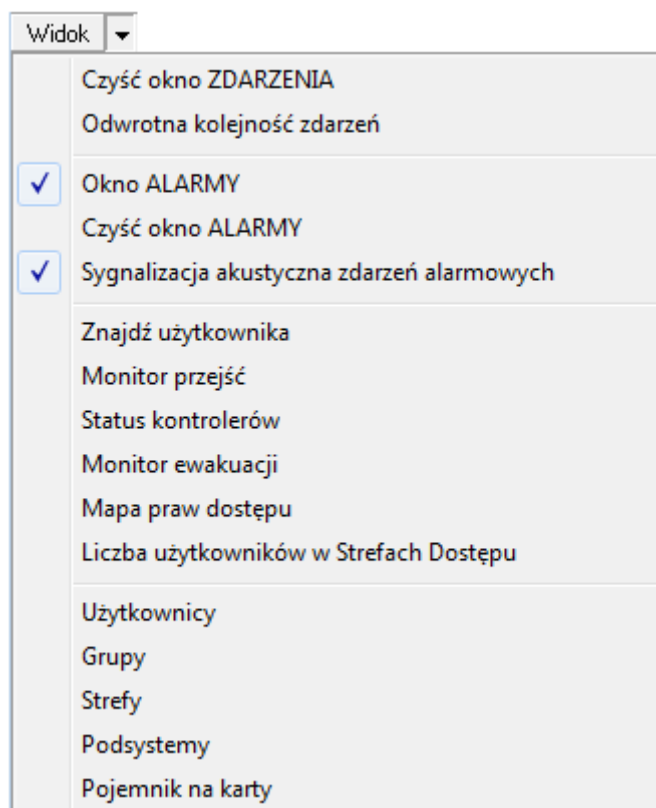 Widok
Czyść okno ZDARZENIA
Odwrotna kolejność zdarzeń
Okno ALARMY
Czyść okno ALARMY
Sygnalizacja akustyczna zdarzeń alarmowych
Znajdź użytkownika
Monitor przejść
Status kontrolerów
Monitor ewakuacji
Mapa praw dostępu
Liczba użytkowników w Strefach Dostępu
Użytkownicy
Grupy
Strefy
Podsystemy
Pojemnik na karty